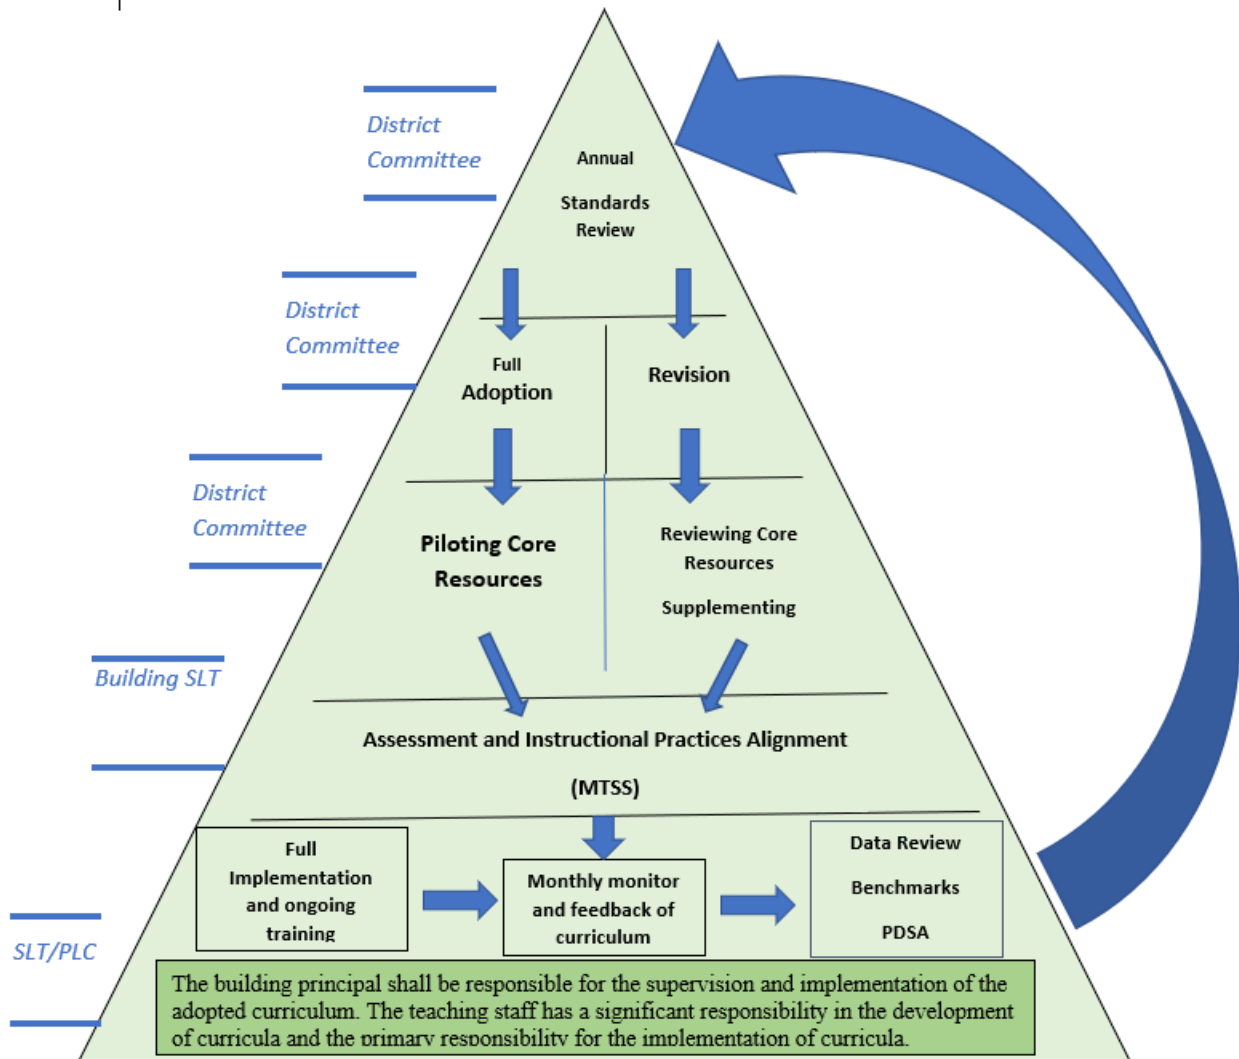 District
Committee
Annual
Standards
Review
District
Committee
Full
Adoption
Revision
District
Committee
Piloting Core
Resources
Reviewing Core
Resources
Supplementing
Building SLT
Assessment and Instructional Practices Alignment
(MTSS)
Full
Implementation
and ongoing
training
Monthly monitor
and feedback of
curriculum
Data Review
Benchmarks
PDSA
SLT/PLC
The building principal shall be responsible for the supervision and implementation of the
adopted curriculum. The teaching staff has a significant responsibility in the development
of curricula and the primary responsibility for the implementation of curricula.